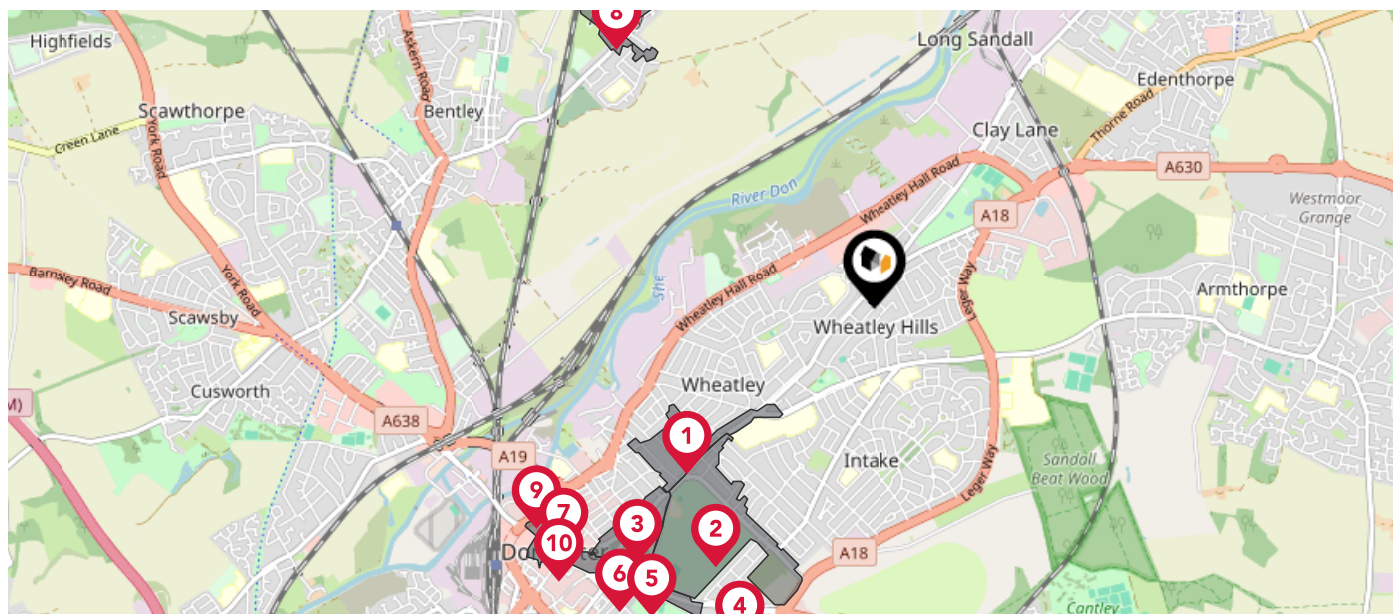 8
Long Sandall
Highfields
Askern Road
Edenthorpe
Scawthorpe
Bentley
Green Lane
York Road
Clay Lane
Thorne Road
A630
River Don
Wheatley Hall Road
Westmoor
Grange
A18
Barnsley Road
York Road
She
Wheatley Hall Road
Leger Way
Armthorpe
Scawsby
Wheatley Hills
Cusworth
Wheatley
M)
A638
1
A19
Intake
Sandall
Beat Wood
Leger Way
9
7
3
2
10
A18
6
5
4
Cantley